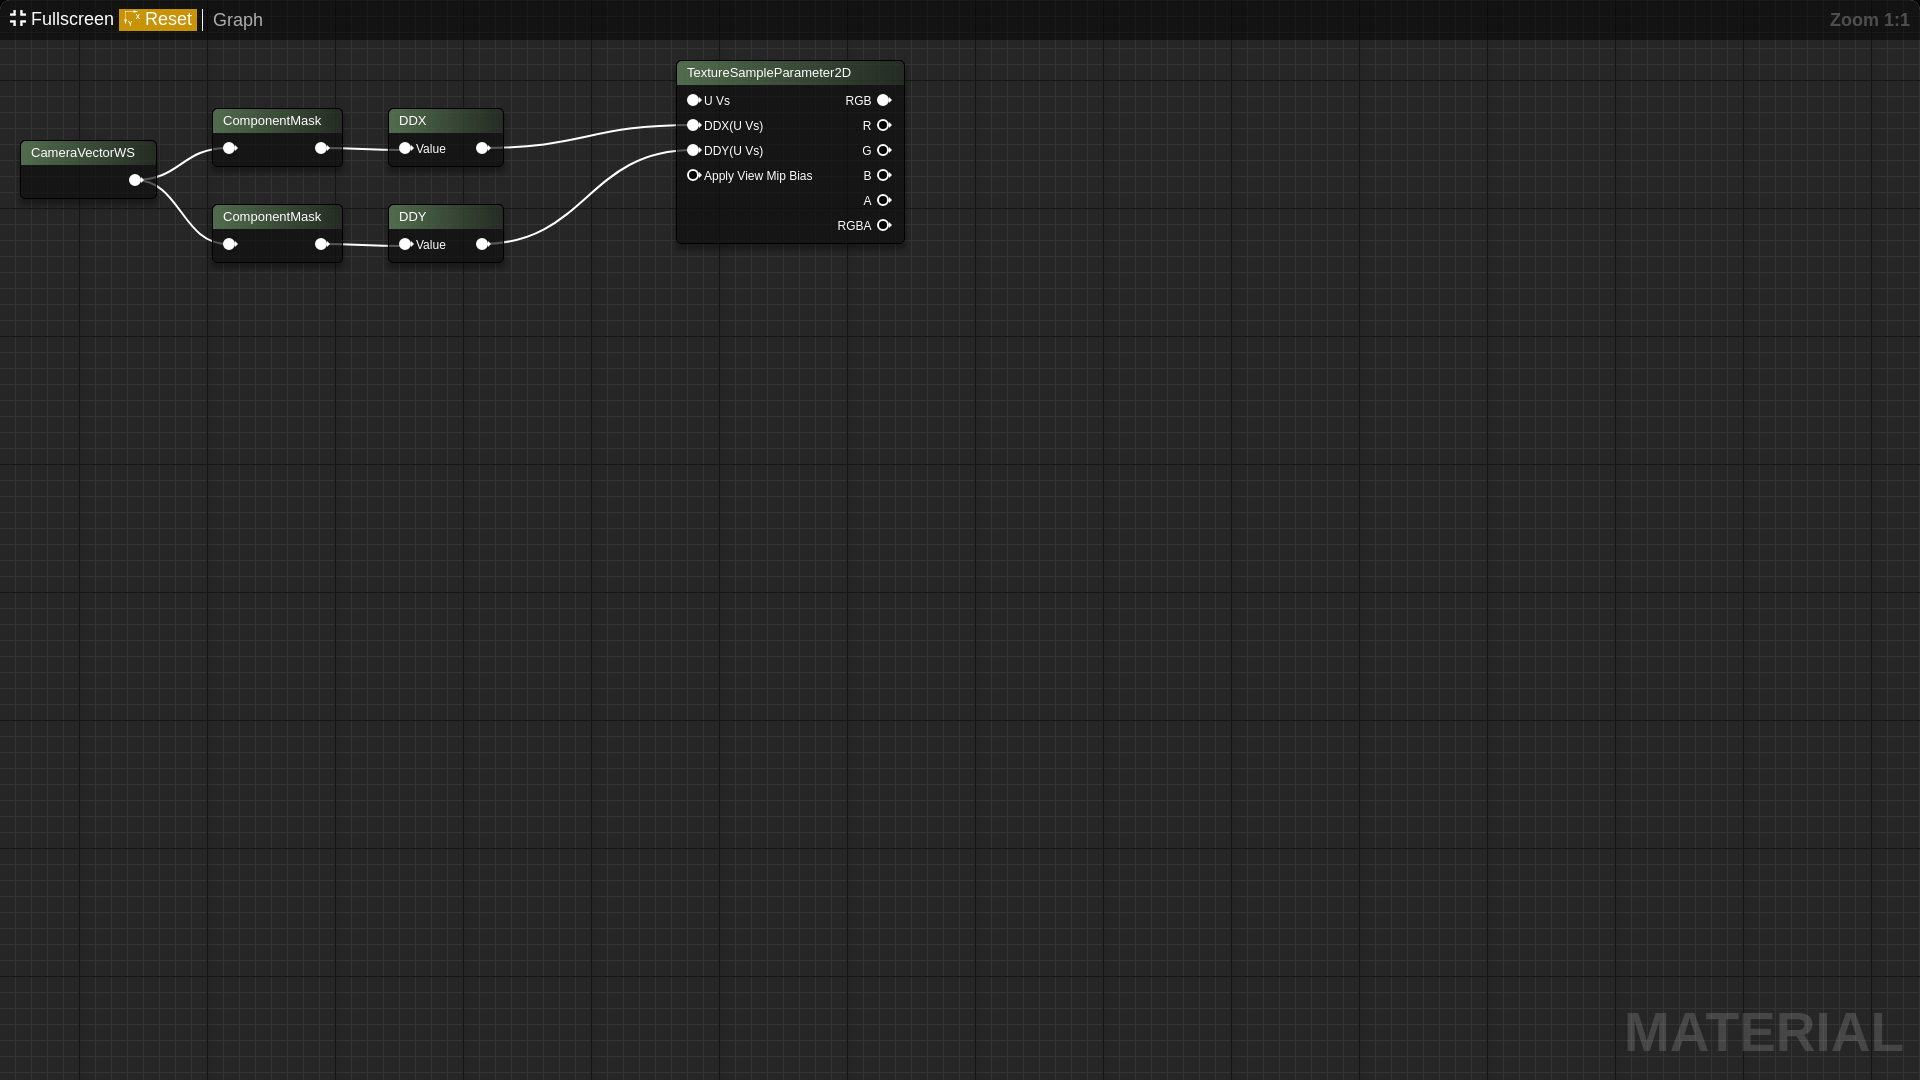 Fullscreen Reset Graph Zoom 1:1
CameraVectorWS
ComponentMask
ComponentMask
DDX
Value
DDY
Value
TextureSampleParameter2D
U Vs RGB
DDX(U Vs) R
DDY(U Vs) G
Apply View Mip Bias B
A
RGBA
MATERIAL